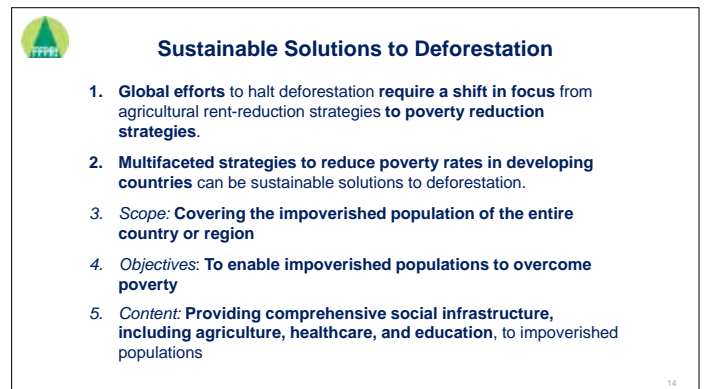 FFPRI
Sustainable Solutions to Deforestation
1. Global efforts to halt deforestation require a shift in focus from
agricultural rent-reduction strategies to poverty reduction
strategies.
2. Multifaceted strategies to reduce poverty rates in developing
countries can be sustainable solutions to deforestation.
3. Scope: Covering the impoverished population of the entire
country or region
4. Objectives: To enable impoverished populations to overcome
poverty
5. Content: Providing comprehensive social infrastructure,
including agriculture, healthcare, and education, to impoverished
populations
14